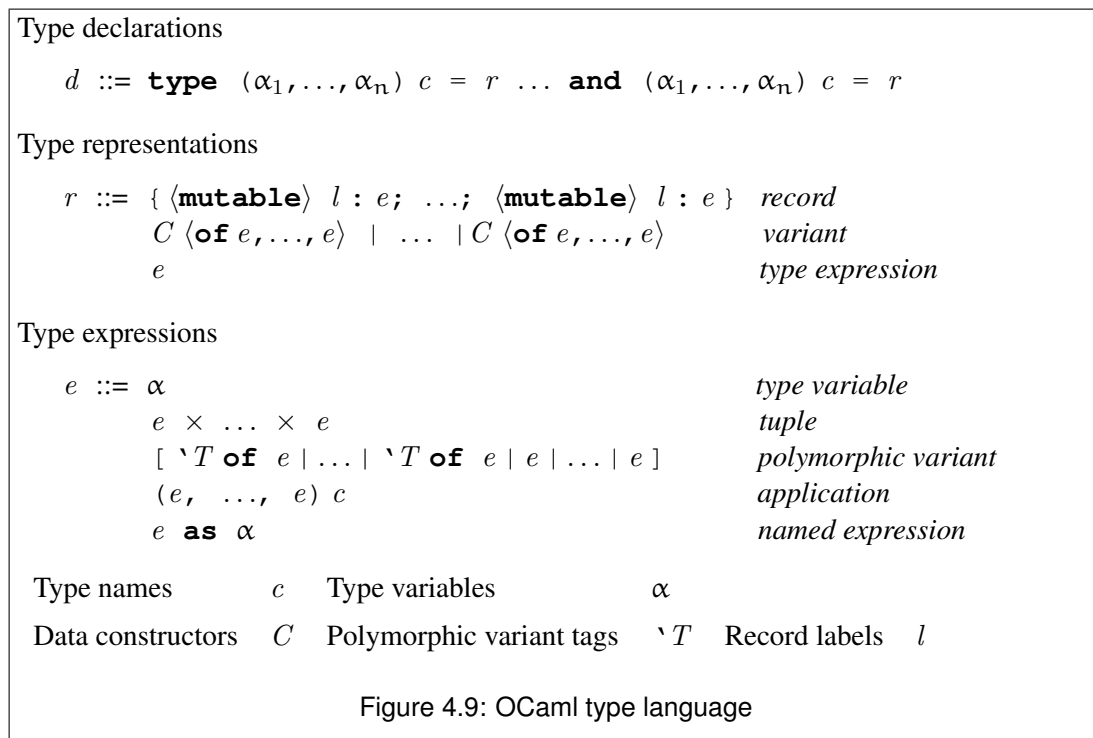 Type declarations
d ::= type (α₁,...,αₙ) c = r ... and (α₁,...,αₙ) c = r
Type representations
r ::= { ⟨mutable⟩ l : e; ...; ⟨mutable⟩ l : e } record
C ⟨of e,...,e⟩ | ... | C ⟨of e,...,e⟩ variant
e type expression
Type expressions
e ::= α type variable
e × ... × e tuple
[ `T of e | ... | `T of e | e | ... | e ] polymorphic variant
(e, ..., e) c application
e as α named expression
Type names c Type variables α
Data constructors C Polymorphic variant tags `T Record labels l
Figure 4.9: OCaml type language